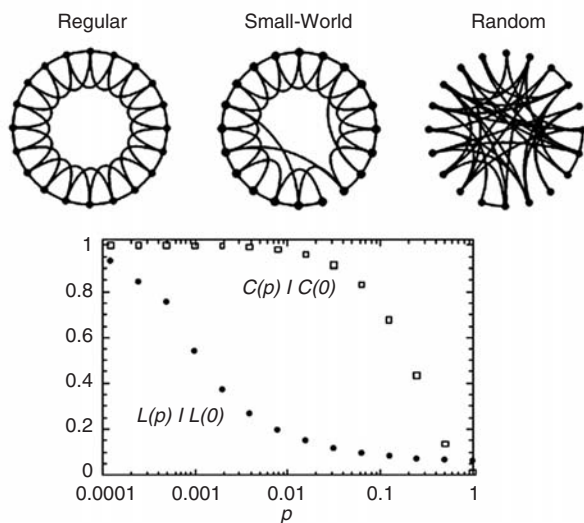 Regular Small-World Random
1
0.8
0.6
0.4
0.2
0
C(p) I C(0)
L(p) I L(0)
0.0001 0.001 0.01 0.1 1
p